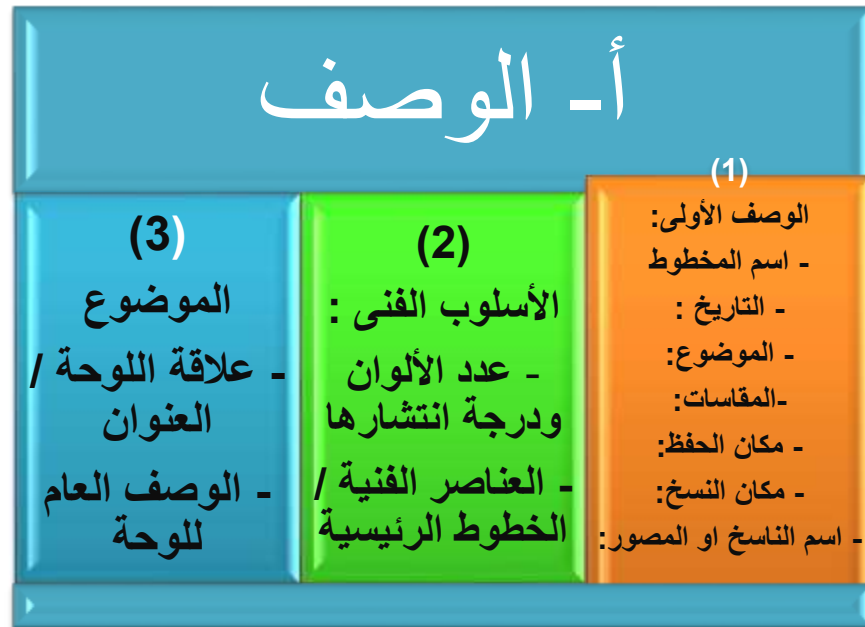 أ- الوصف
(1)
الوصف الأولى:
- اسم المخطوط
- التاريخ :
- الموضوع:
-المقاسات:
- مكان الحفظ:
- مكان النسخ:
- اسم الناسخ او المصور:
(2)
الأسلوب الفنى :
- عدد الألوان
ودرجة انتشارها
- العناصر الفنية /
الخطوط الرئيسية
(3)
الموضوع
- علاقة اللوحة /
العنوان
- الوصف العام
للوحة